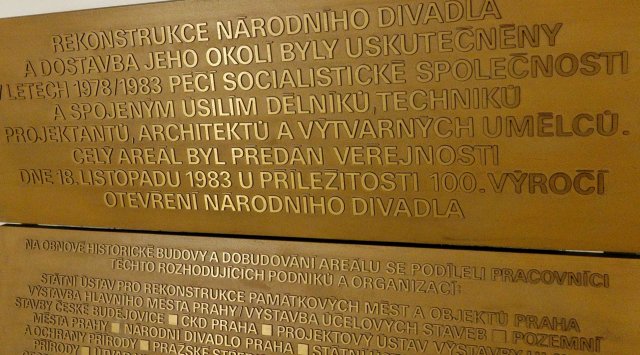 REKONSTRUKCE NÁRODNÍHO DIVADLA
A DOSTAVBA JEHO OKOLÍ BYLY USKUTEČNĚNY
V LETECH 1978/1983 PÉČÍ SOCIALISTICKÉ SPOLEČNOSTI
A SPOJENÝM ÚSILÍM DĚLNÍKŮ, TECHNIKŮ
PROJEKTANTŮ, ARCHITEKTŮ A VÝTVARNÝCH UMĚLCŮ.
CELÝ AREÁL BYL PŘEDÁN VEŘEJNOSTI
DNE 18. LISTOPADU 1983 U PŘÍLEŽITOSTI 100. VÝROČÍ
OTEVŘENÍ NÁRODNÍHO DIVADLA
NA OBNOVĚ HISTORICKÉ BUDOVY A DOBUDOVÁNÍ AREÁLU SE PODÍLELI PRACOVNÍCI
TĚCHTO ROZHODUJÍCÍCH PODNIKŮ A ORGANIZACÍ:
STÁTNÍ ÚSTAV PRO REKONSTRUKCE PAMÁTKOVÝCH MĚST A OBJEKTŮ PRAHA
VÝSTAVBA HLAVNÍHO MĚSTA PRAHY/VÝSTAVBA ÚČELOVÝCH STAVEB POZEMNÍ
STAVBY ČESKÉ BUDĚJOVICE ČKD PRAHA PROJEKTOVÝ ÚSTAV VÝSTAVBY
MĚSTA PRAHY NÁRODNÍ DIVADLO PRAHA STÁTNÍ
A OCHRANY PŘÍRODY PRAŽSKÉ
PŘÍRODY